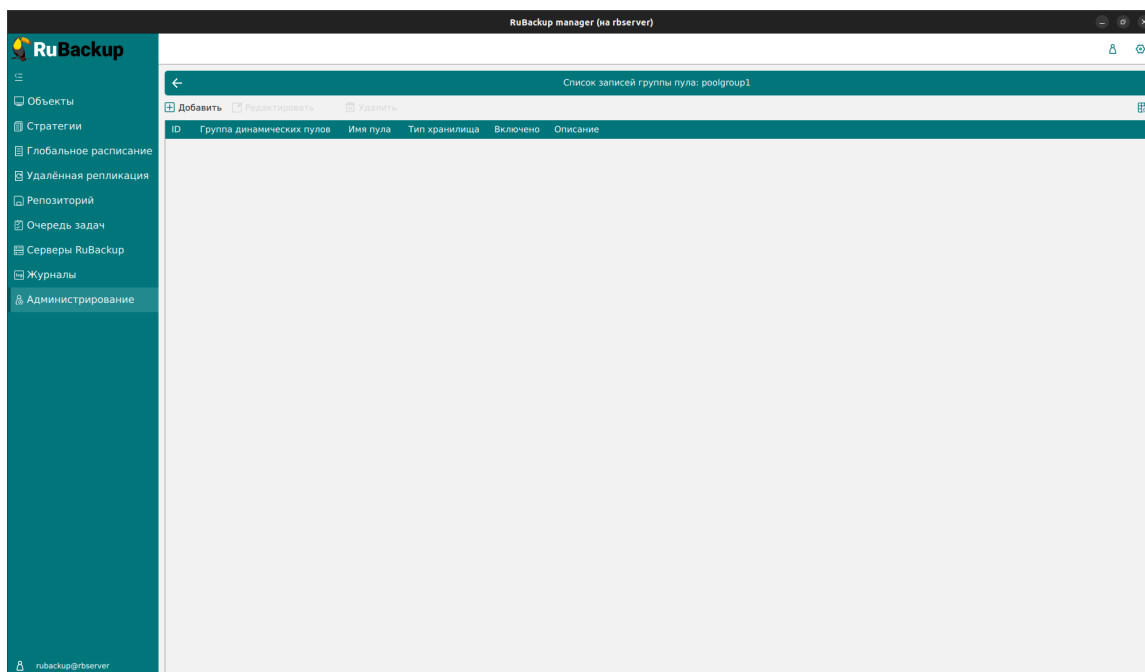 RuBackup manager (на rbserver)
RuBackup
Объекты
Стратегии
Глобальное расписание
Удалённая репликация
Репозиторий
Очередь задач
Серверы RuBackup
Журналы
Администрирование
rubackup@rbserver
Список записей группы пула: poolgroup1
Добавить Редактировать Удалить
ID Группа динамических пулов Имя пула Тип хранилища Включено Описание